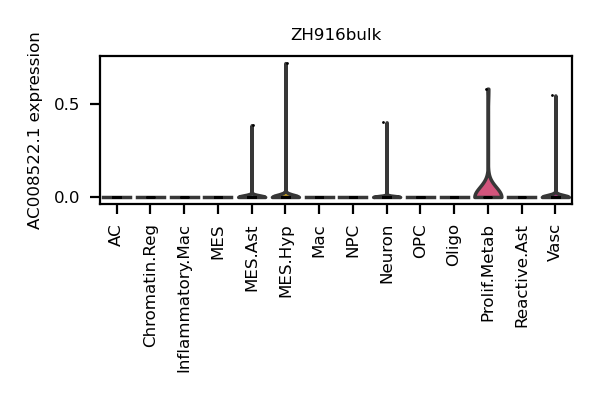 ZH916bulk
AC008522.1 expression
0.5
0.0
AC
Chromatin.Reg
Inflammatory.Mac
MES
MES.Ast
MES.Hyp
Mac
NPC
Neuron
OPC
Oligo
Prolif.Metab
Reactive.Ast
Vasc